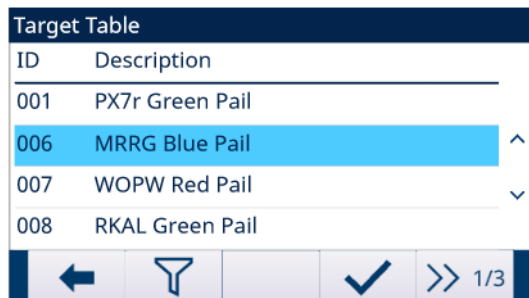 Target Table
ID Description
001 PX7r Green Pail
006 MRRG Blue Pail
007 WOPW Red Pail
008 RKAL Green Pail
1/3